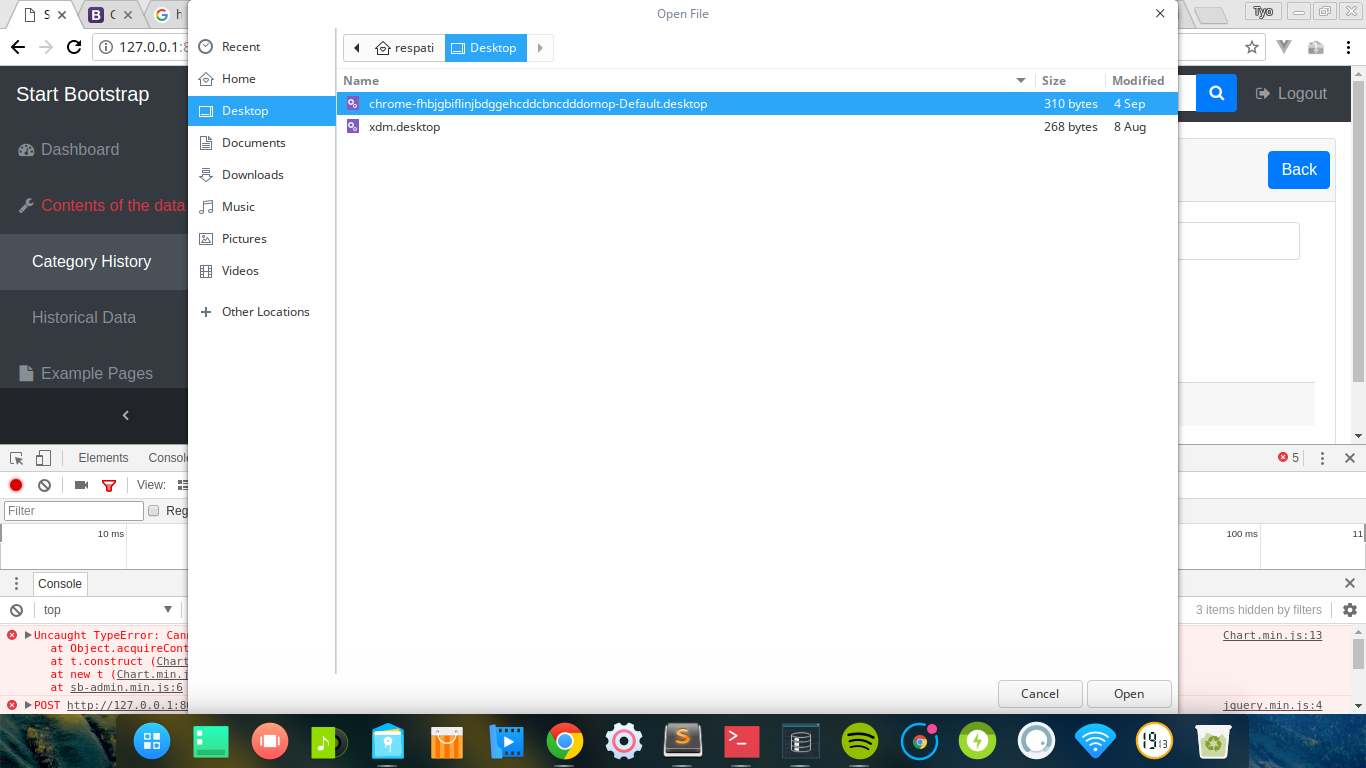 Open File
S
C
h
Tyo
127.0.0.1:8
Recent
Home
Desktop
Documents
Downloads
Music
Pictures
Videos
Other Locations
respati
Desktop
Name
Size
Modified
chrome-fhbjgbiflinjbdggehcddcbncdddomop-Default.desktop
310 bytes
4 Sep
xdm.desktop
268 bytes
8 Aug
Cancel
Open
Start Bootstrap
Dashboard
Contents of the data
Category History
Historical Data
Example Pages
Logout
Back
Elements
Consol
5
View:
Filter
Reg
10 ms
100 ms
11
Console
top
3 items hidden by filters
Uncaught TypeError: Can
Chart.min.js:13
at Object.acquireCont
at t.construct (Chart
at new t (Chart.min.j
at sb-admin.min.js:6
POST http://127.0.0.1:80
jquery.min.js:4
19 13